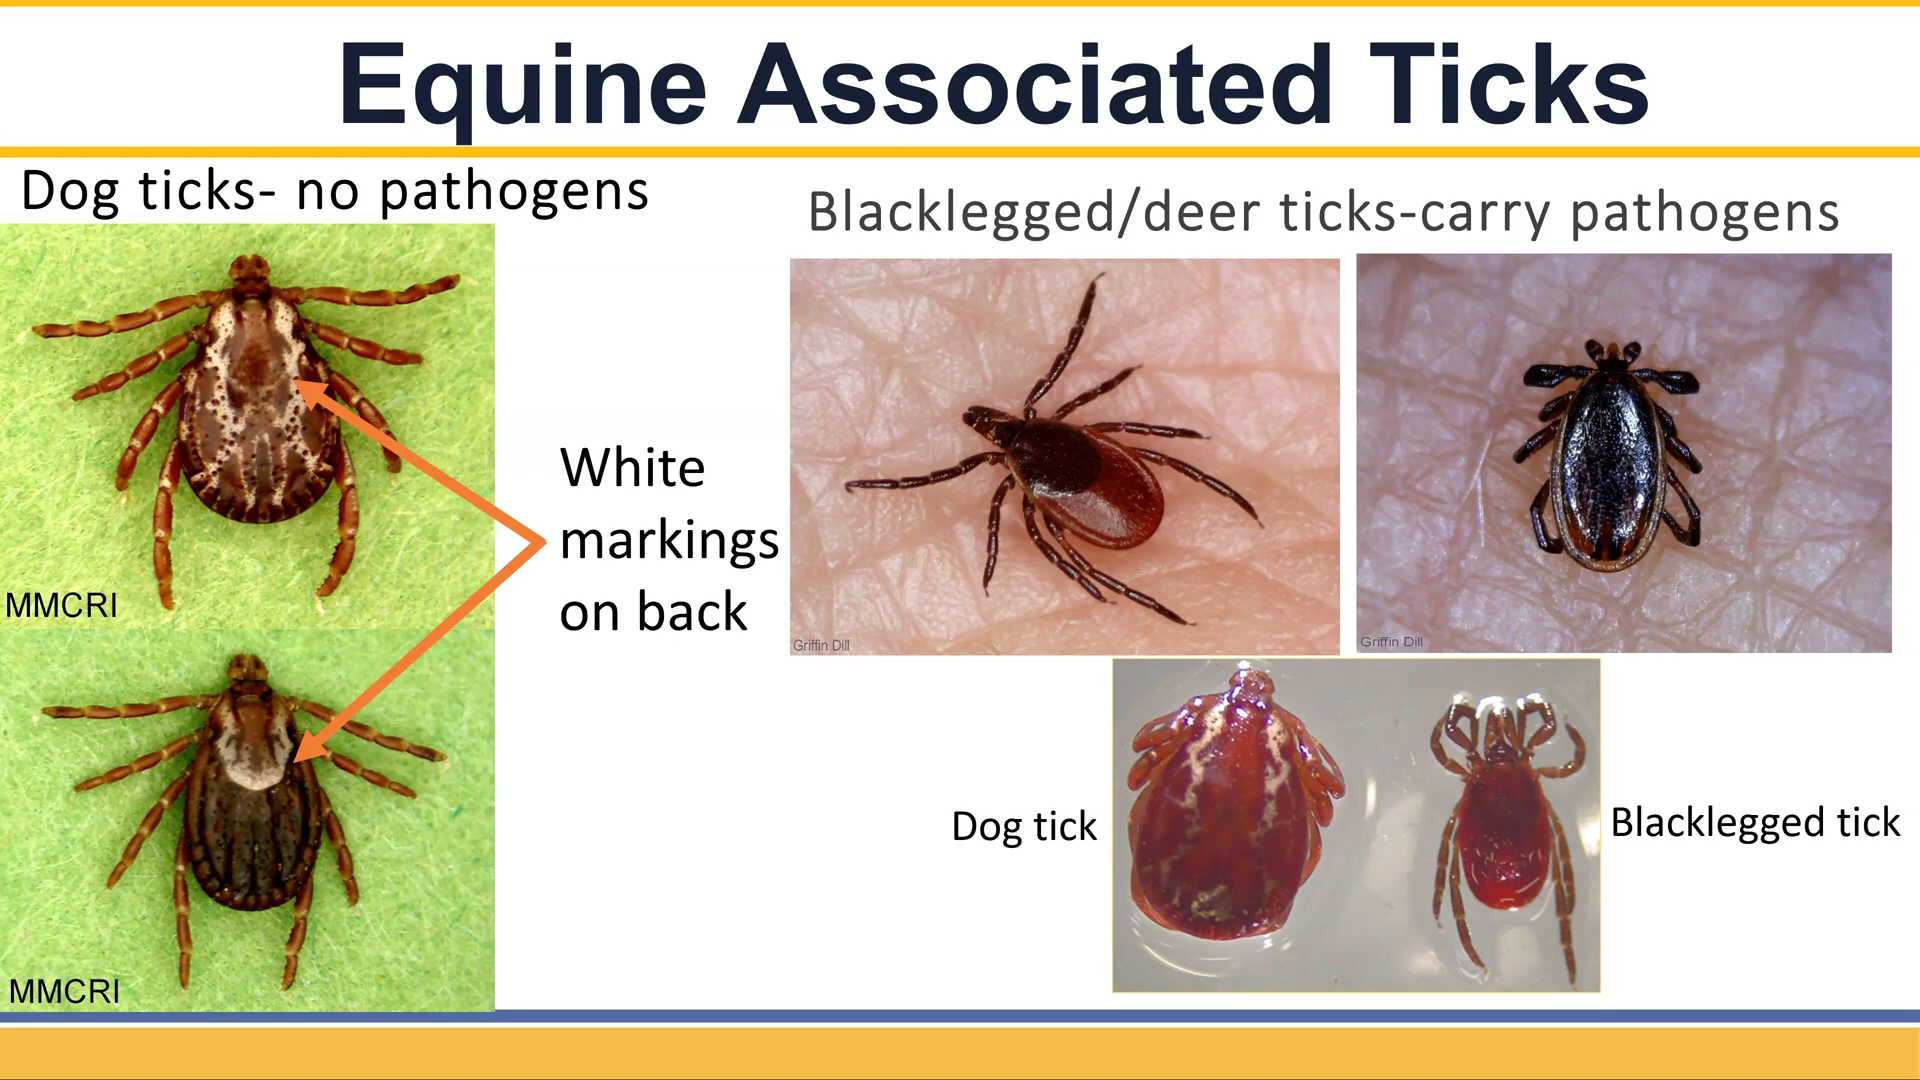 Equine Associated Ticks
Dog ticks- no pathogens
Blacklegged/deer ticks-carry pathogens
White
markings
on back
MMCRI
Griffin Dill
Griffin Dill
Dog tick
Blacklegged tick
MMCRI